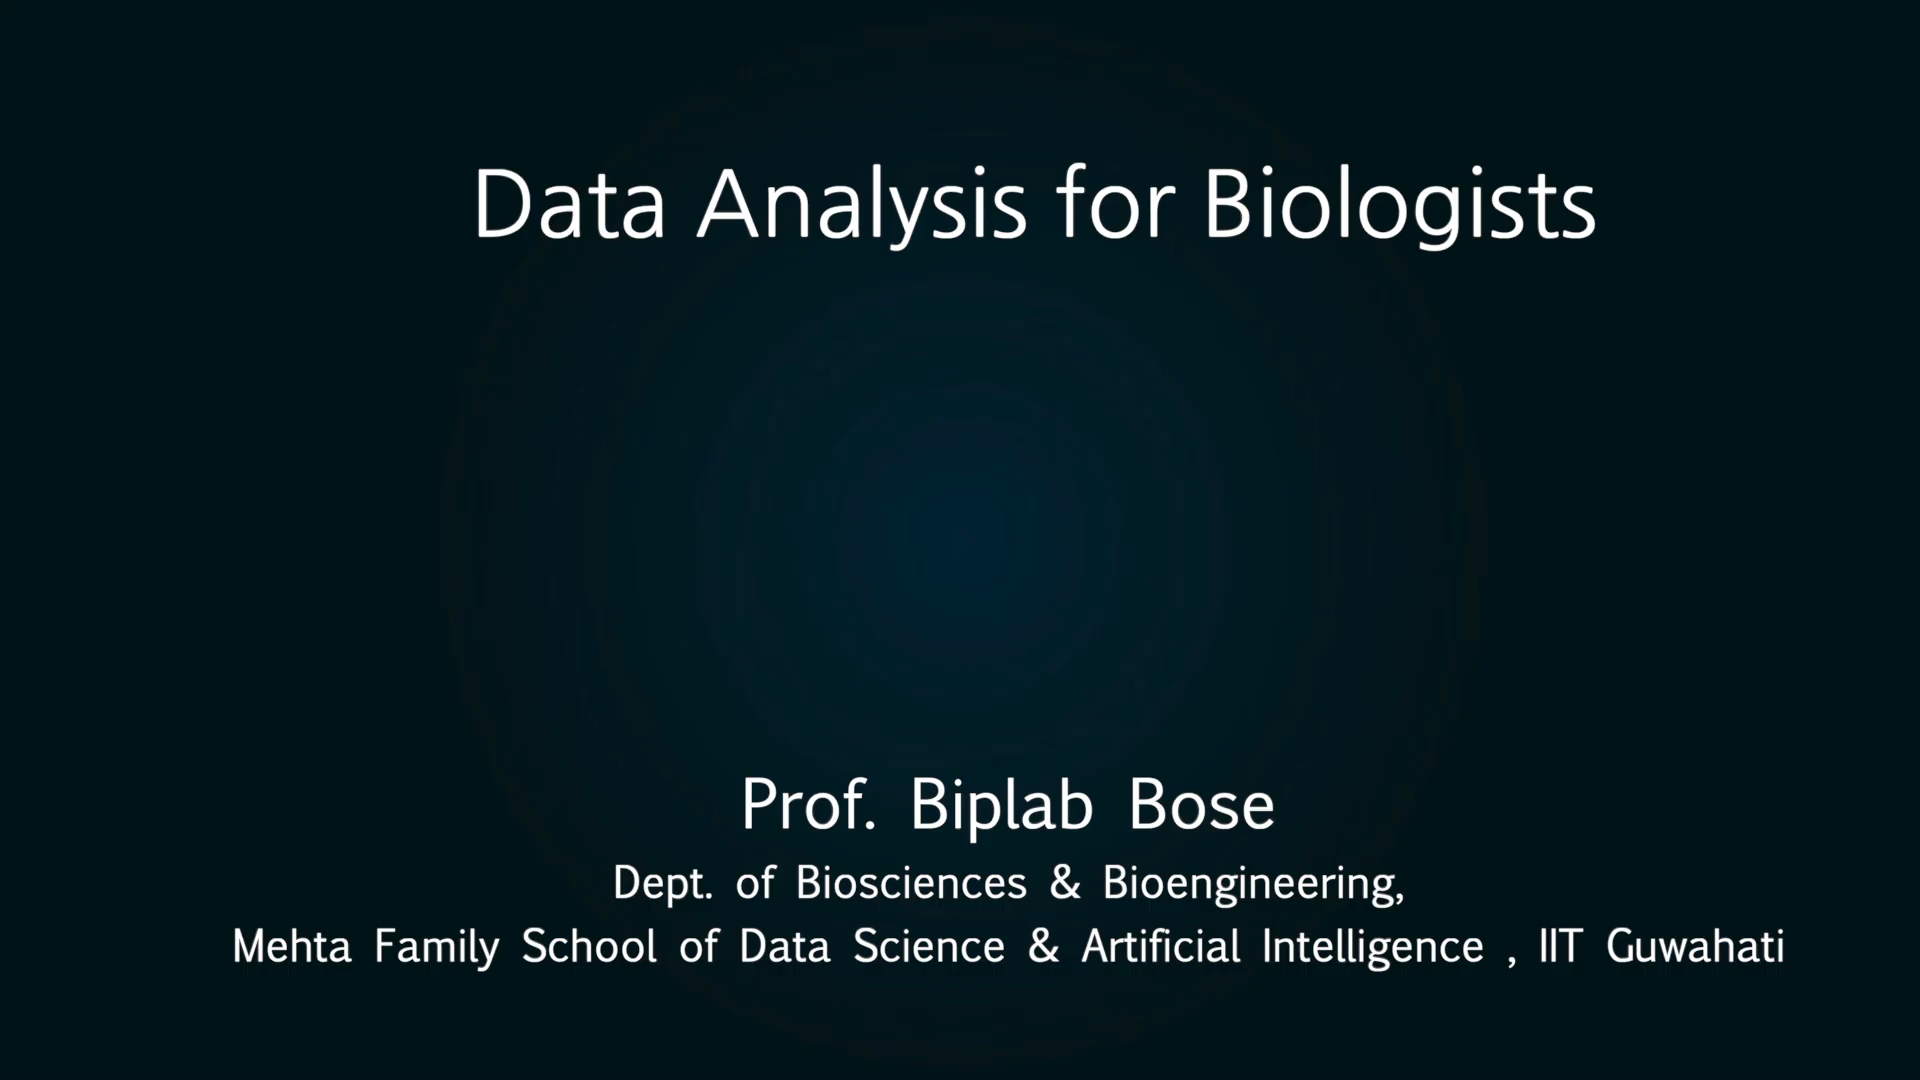 Data Analysis for Biologists
Prof. Biplab Bose
Dept. of Biosciences & Bioengineering,
Mehta Family School of Data Science & Artificial Intelligence , IIT Guwahati